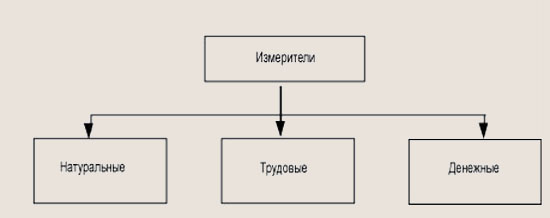 Измерители
Натуральные
Трудовые
Денежные